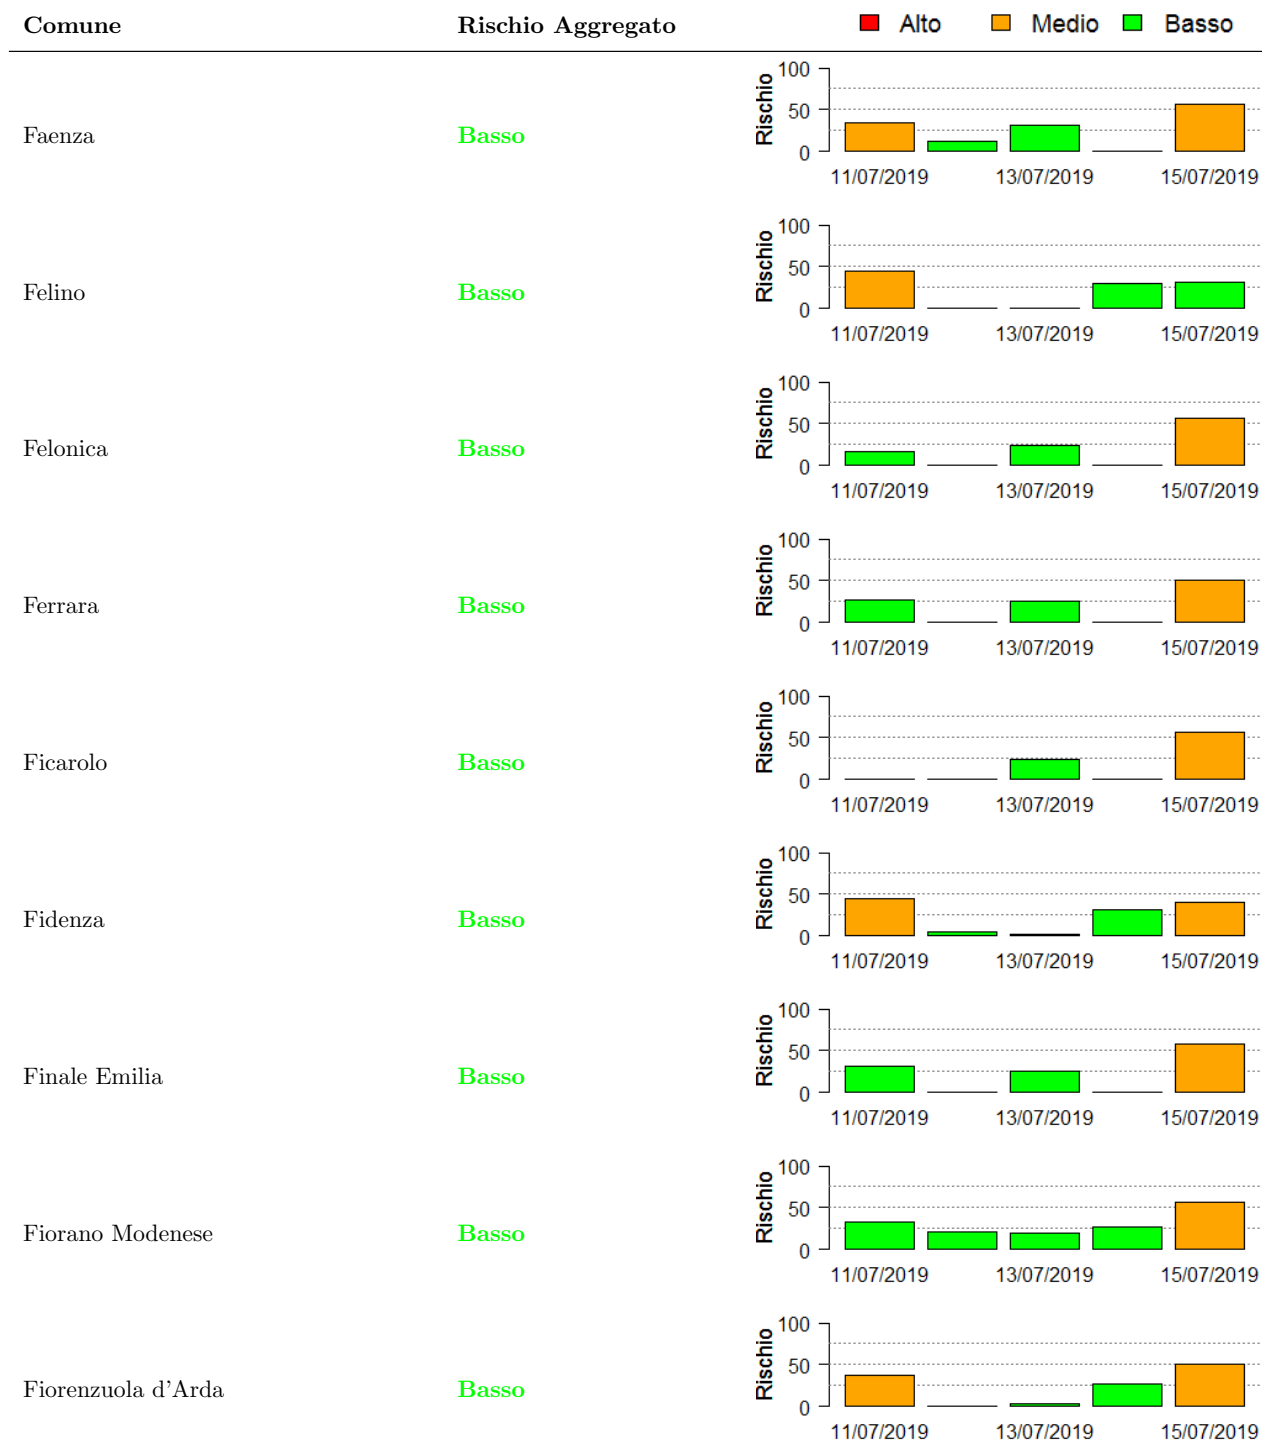 Comune Rischio Aggregato Alto Medio Basso
Faenza Basso Rischio 100 50 0
11/07/2019 13/07/2019 15/07/2019
Felino Basso Rischio 100 50 0
11/07/2019 13/07/2019 15/07/2019
Felonica Basso Rischio 100 50 0
11/07/2019 13/07/2019 15/07/2019
Ferrara Basso Rischio 100 50 0
11/07/2019 13/07/2019 15/07/2019
Ficarolo Basso Rischio 100 50 0
11/07/2019 13/07/2019 15/07/2019
Fidenza Basso Rischio 100 50 0
11/07/2019 13/07/2019 15/07/2019
Finale Emilia Basso Rischio 100 50 0
11/07/2019 13/07/2019 15/07/2019
Fiorano Modenese Basso Rischio 100 50 0
11/07/2019 13/07/2019 15/07/2019
Fiorenzuola d'Arda Basso Rischio 100 50 0
11/07/2019 13/07/2019 15/07/2019